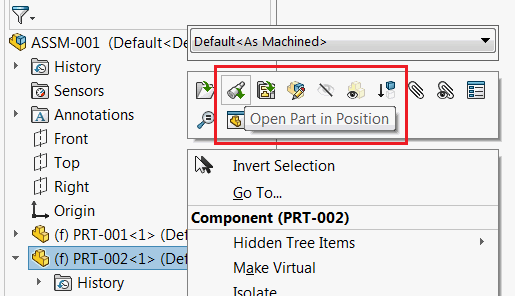 ASSM-001 (Default<De
History
Sensors
Annotations
Front
Top
Right
Origin
(f) PRT-001<1> (Def
(f) PRT-002<1> (Def
History
Default<As Machined>
Open Part in Position
Invert Selection
Go To...
Component (PRT-002)
Hidden Tree Items
Make Virtual
Isolate